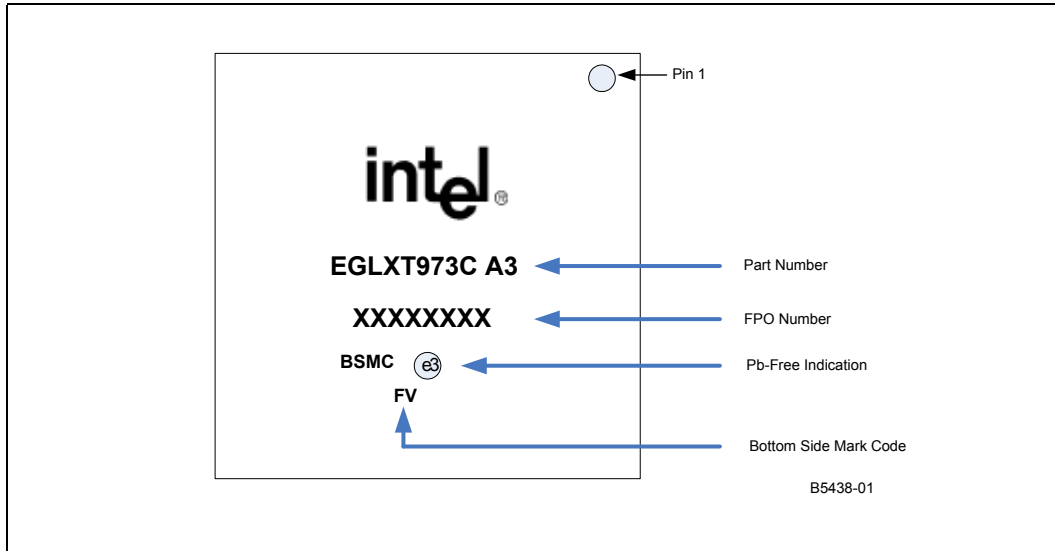 Pin 1
intel®
EGLXT973C A3
Part Number
XXXXXXXX
FPO Number
BSMC
e3
Pb-Free Indication
FV
Bottom Side Mark Code
B5438-01